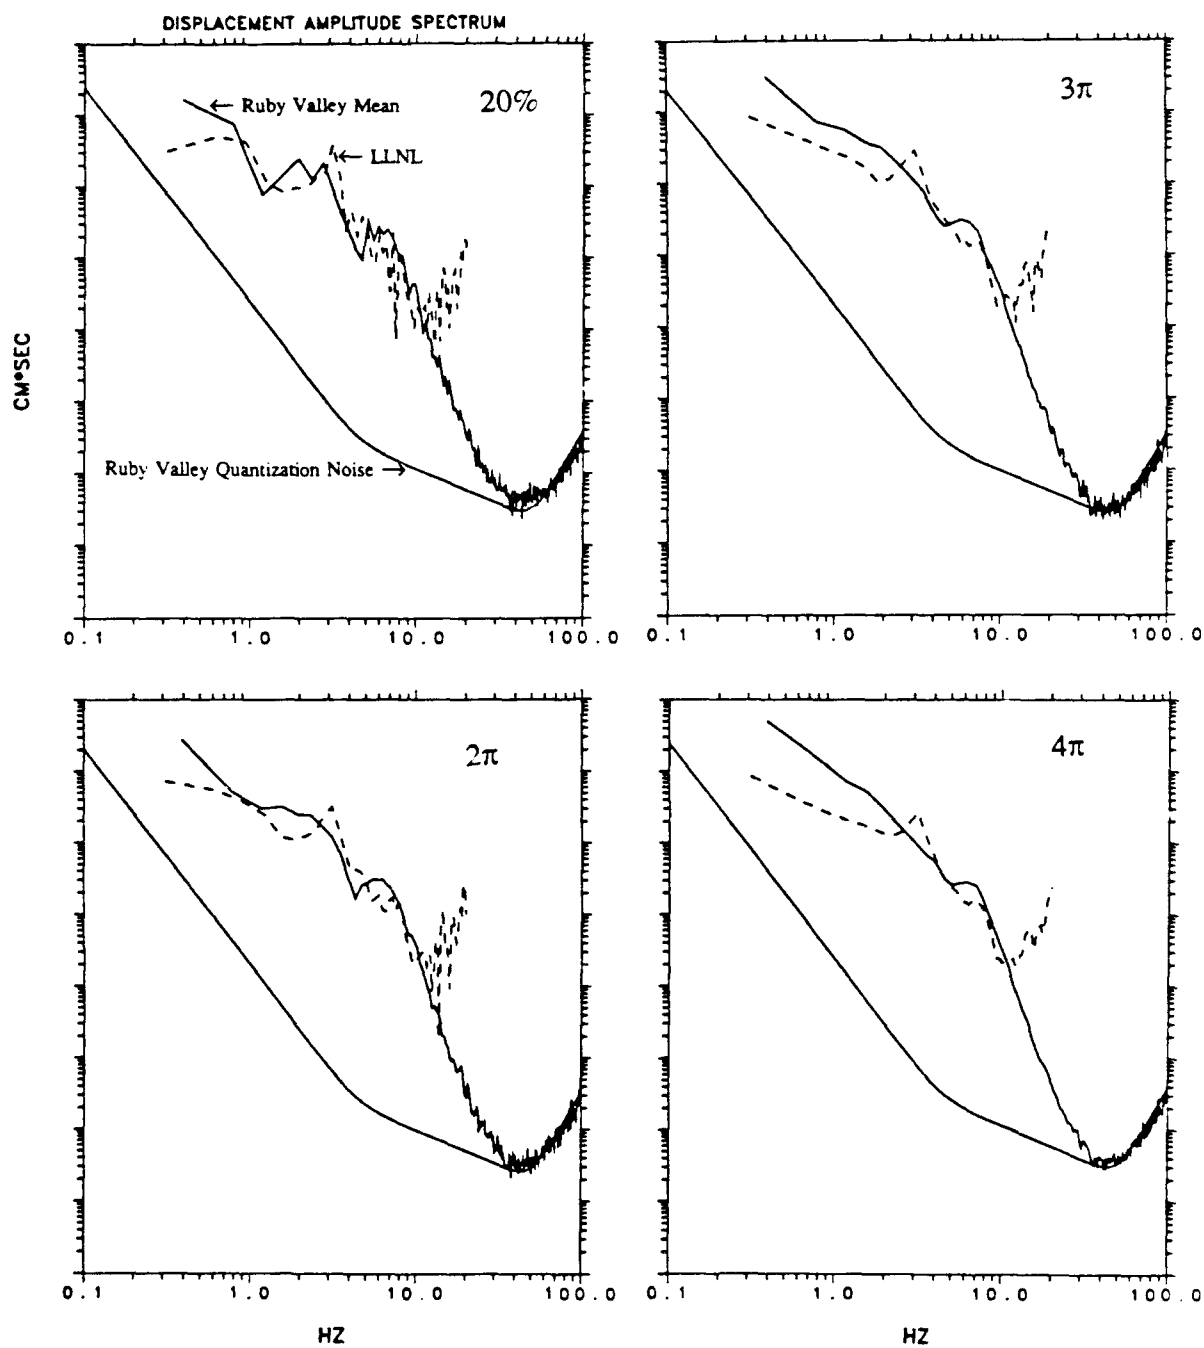 DISPLACEMENT AMPLITUDE SPECTRUM
← Ruby Valley Mean
20%
← LLNL
Ruby Valley Quantization Noise →
CM*SEC
0.1 1.0 10.0 100.0
3π
0.1 1.0 10.0 100.0
2π
0.1 1.0 10.0 100.0
HZ
4π
0.1 1.0 10.0 100.0
HZ